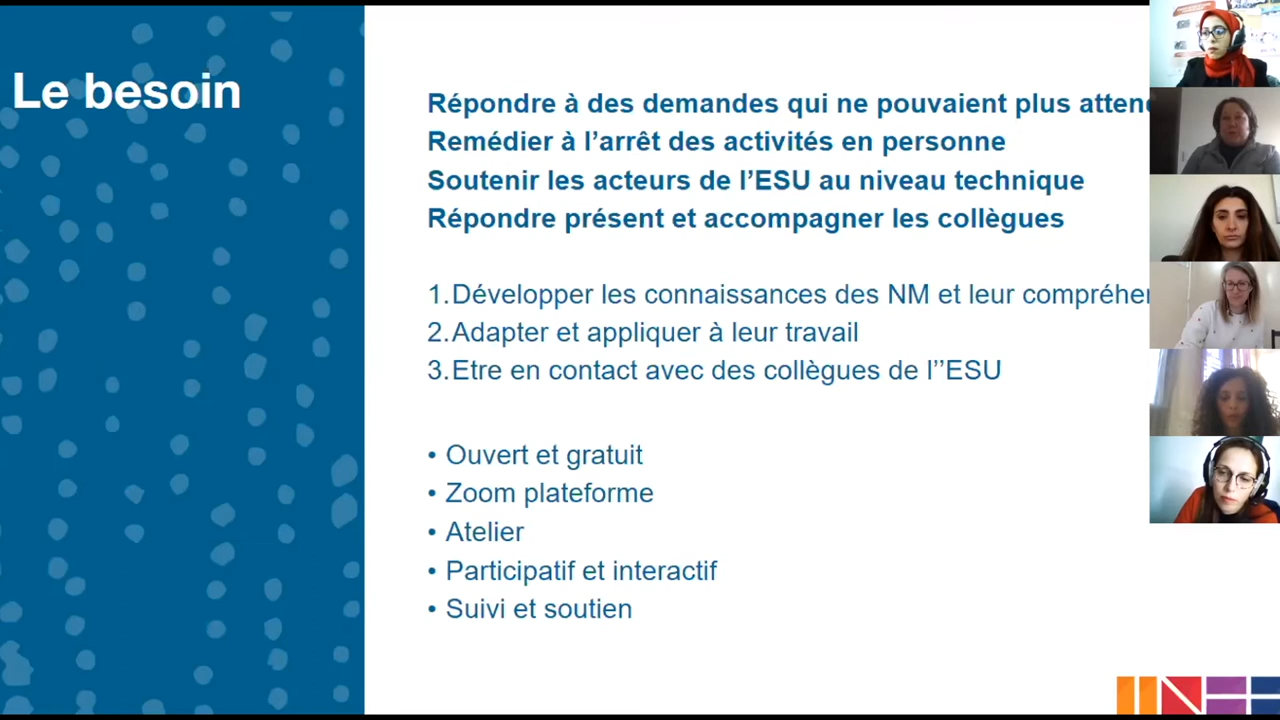 Le besoin
Répondre à des demandes qui ne pouvaient plus
Remédier à l’arrêt des activités en personne
Soutenir les acteurs de l’ESU au niveau technique
Répondre présent et accompagner les collègues
1. Développer les connaissances des NM et leur
2. Adapter et appliquer à leur travail
3. Etre en contact avec des collègues de l’’ESU
• Ouvert et gratuit
• Zoom plateforme
• Atelier
• Participatif et interactif
• Suivi et soutien
INEE